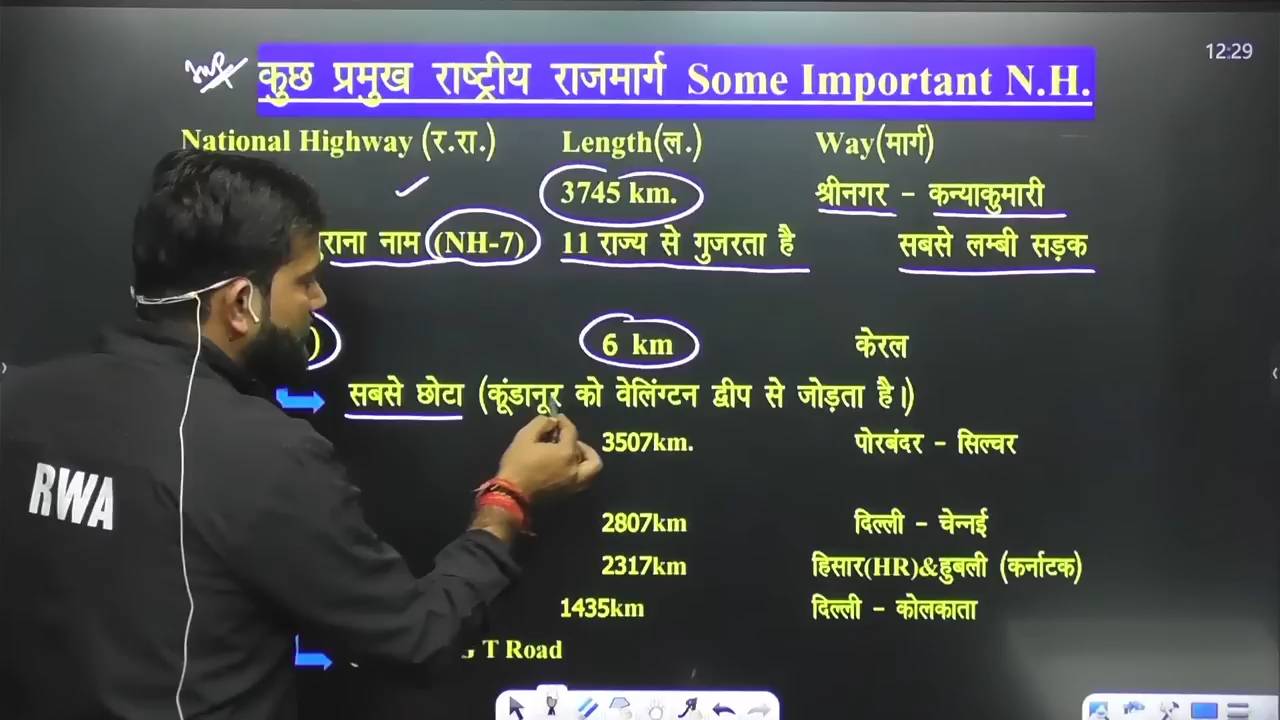 12:29
Imp
कुछ प्रमुख राष्ट्रीय राजमार्ग Some Important N.H.
National Highway (र.रा.) Length(ल.) Way(मार्ग)
3745 km. श्रीनगर - कन्याकुमारी
नाम (NH-7) 11 राज्य से गुजरता है सबसे लम्बी सड़क
6 km केरल
सबसे छोटा (कूंडानूर को वेलिंग्टन द्वीप से जोड़ता है।)
3507km. पोरबंदर - सिल्चर
2807km दिल्ली - चेन्नई
2317km हिसार(HR)&हुबली (कर्नाटक)
1435km दिल्ली - कोलकाता
T Road
RWA